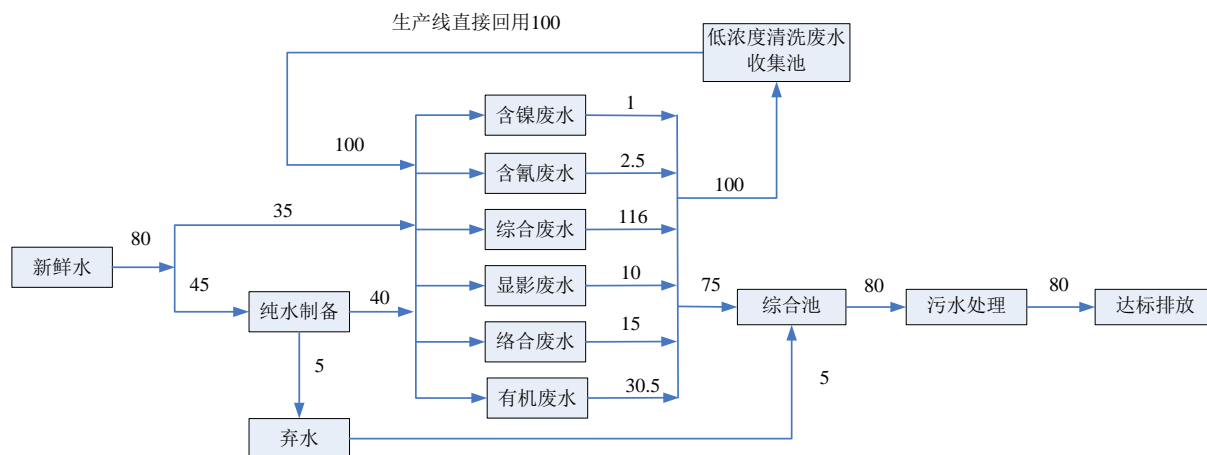 生产线直接回用100
低浓度清洗废水
收集池
含镍废水
1
100
含氰废水
2.5
100
35
综合废水
116
新鲜水
80
45
纯水制备
40
显影废水
10
75
综合池
80
污水处理
80
达标排放
络合废水
15
5
5
有机废水
30.5
弃水